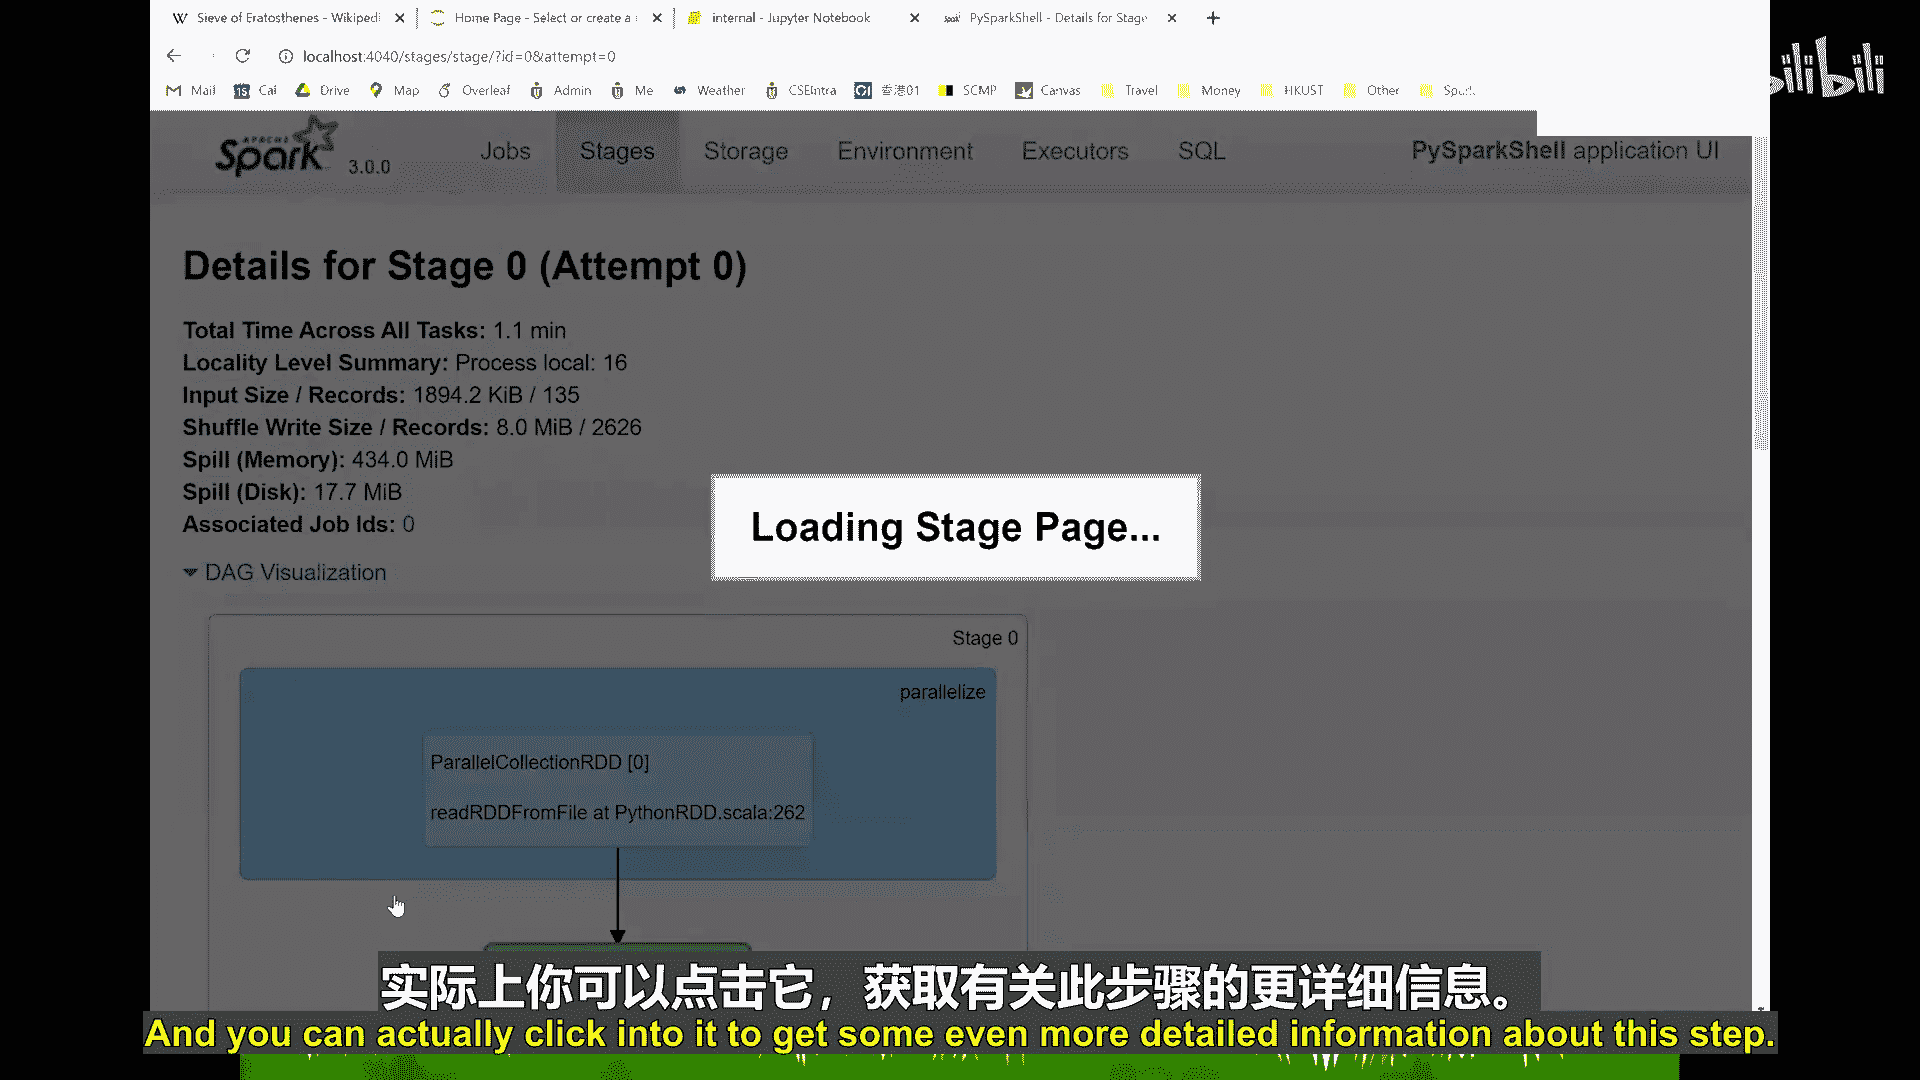 Sieve of Eratosthenes - Wikipedi
Home Page - Select or create a
internal - Jupyter Notebook
PySparkShell - Details for Stage
localhost:4040/stages/stage/?id=0&attempt=0
Mail Cal Drive Map Overleaf Admin Me Weather CSEIntra 香港01 SCMP Canvas Travel Money HKUST Other Spark
bilibili
APACHE Spark 3.0.0 Jobs Stages Storage Environment Executors SQL PySparkShell application UI
Details for Stage 0 (Attempt 0)
Total Time Across All Tasks: 1.1 min
Locality Level Summary: Process local: 16
Input Size / Records: 1894.2 KiB / 135
Shuffle Write Size / Records: 8.0 MiB / 2626
Spill (Memory): 434.0 MiB
Spill (Disk): 17.7 MiB
Associated Job Ids: 0
Loading Stage Page...
DAG Visualization
Stage 0
parallelize
ParallelCollectionRDD [0]
readRDDFromFile at PythonRDD.scala:262
实际上你可以点击它，获取有关此步骤的更详细信息。
And you can actually click into it to get some even more detailed information about this step.